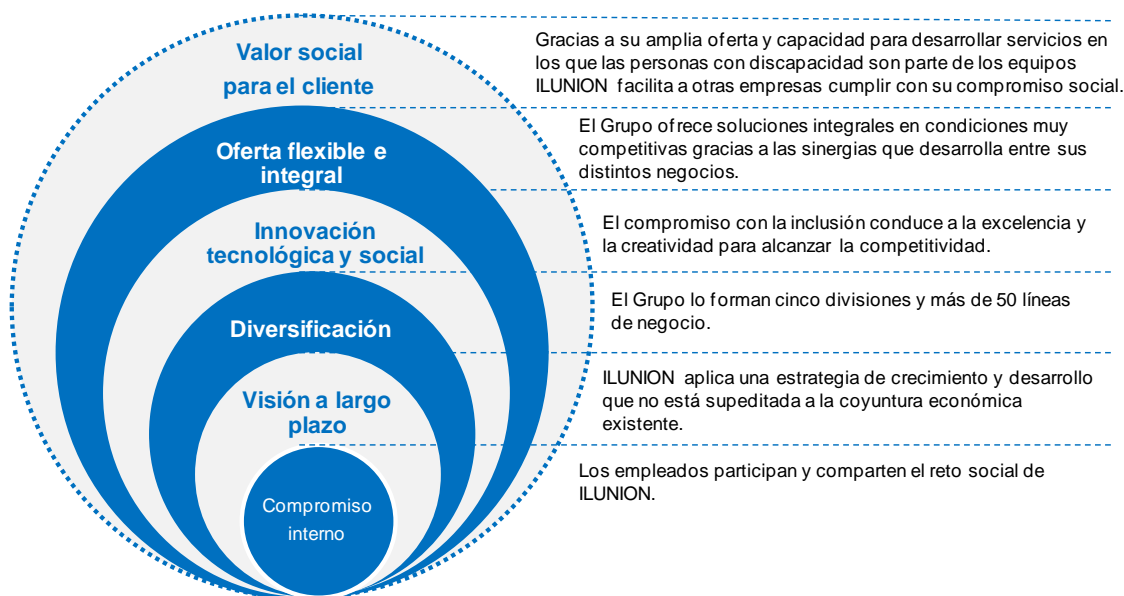 Valor social
para el cliente
Gracias a su amplia oferta y capacidad para desarrollar servicios en
los que las personas con discapacidad son parte de los equipos
ILUNION facilita a otras empresas cumplir con su compromiso social.
Oferta flexible e
integral
El Grupo ofrece soluciones integrales en condiciones muy
competitivas gracias a las sinergias que desarrolla entre sus
distintos negocios.
Innovación
tecnológica y social
El compromiso con la inclusión conduce a la excelencia y
la creatividad para alcanzar la competitividad.
Diversificación
El Grupo lo forman cinco divisiones y más de 50 líneas
de negocio.
Visión a largo
plazo
ILUNION aplica una estrategia de crecimiento y desarrollo
que no está supeditada a la coyuntura económica
existente.
Compromiso
interno
Los empleados participan y comparten el reto social de
ILUNION.